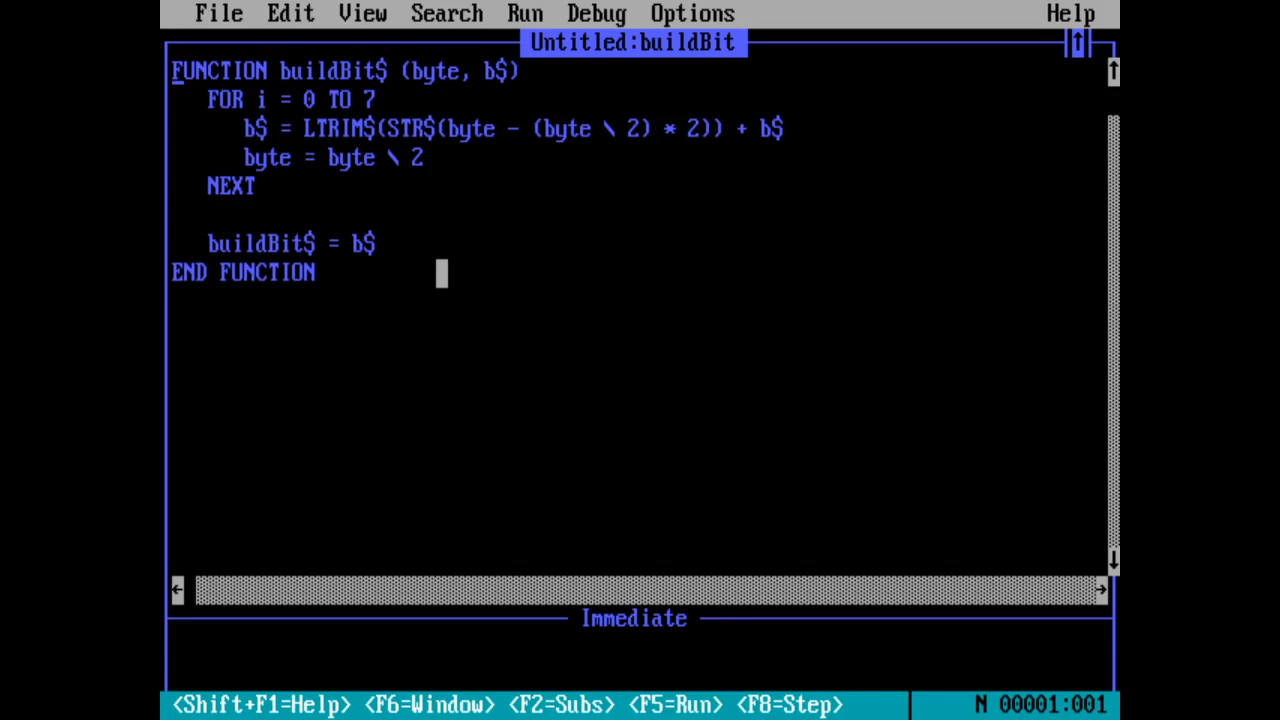 File Edit View Search Run Debug Options Help
Untitled:buildBit
FUNCTION buildBit$ (byte, b$)
FOR i = 0 TO 7
b$ = LTRIM$(STR$(byte - (byte \ 2) * 2)) + b$
byte = byte \ 2
NEXT
buildBit$ = b$
END FUNCTION
Immediate
<Shift+F1=Help> <F6=Window> <F2=Subs> <F5=Run> <F8=Step> N 00001:001